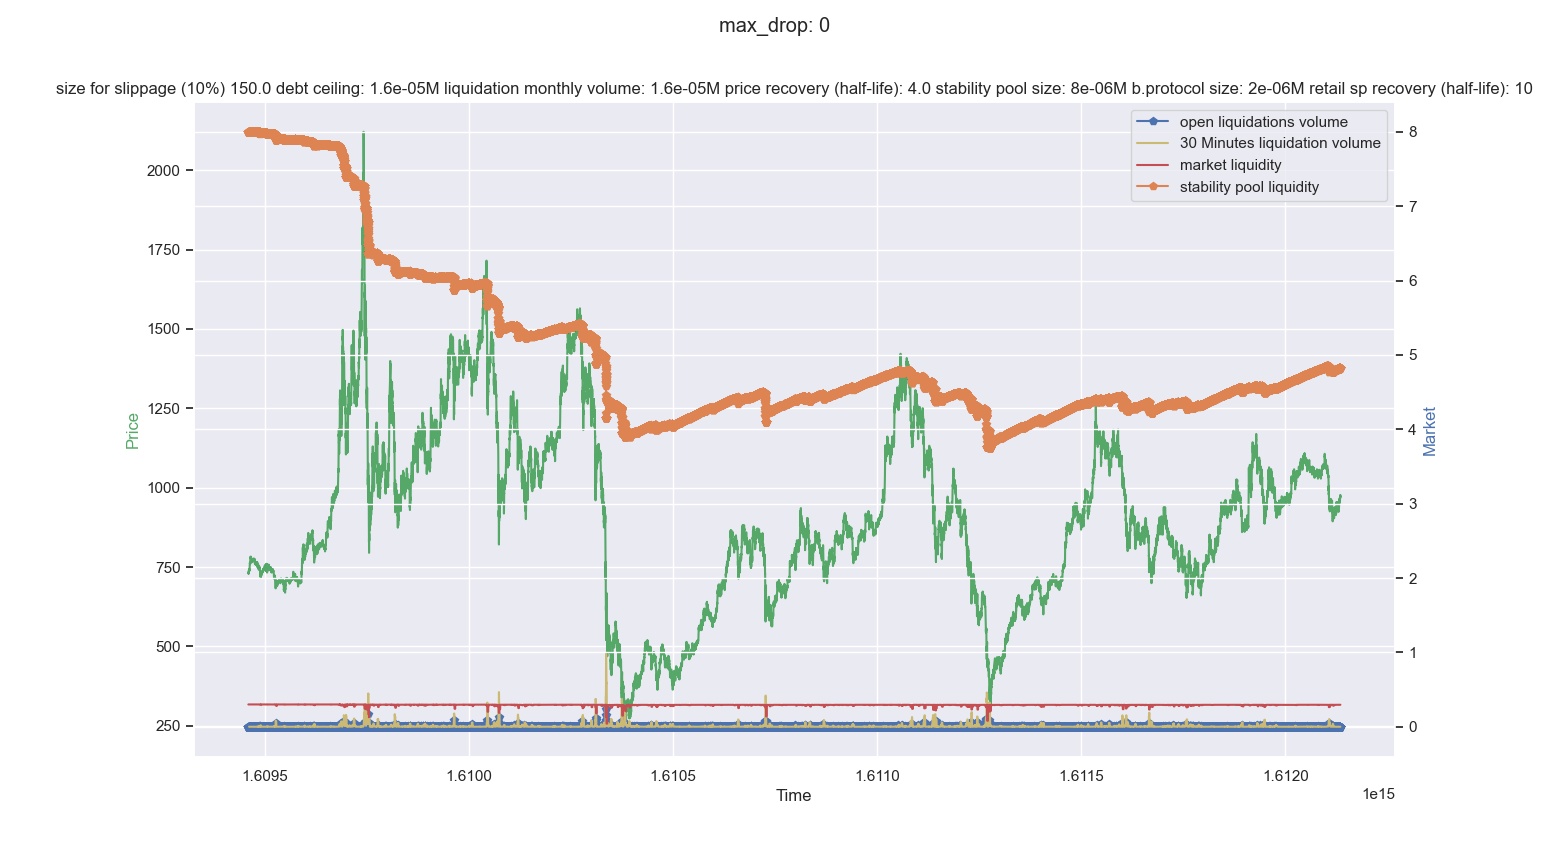 max_drop: 0
size for slippage (10%) 150.0 debt ceiling: 1.6e-05M liquidation monthly volume: 1.6e-05M price recovery (half-life): 4.0 stability pool size: 8e-06M b.protocol size: 2e-06M retail sp recovery (half-life): 10
open liquidations volume
30 Minutes liquidation volume
market liquidity
stability pool liquidity
2000
1750
1500
1250
1000
750
500
250
Price
8
7
6
5
4
3
2
1
0
Market
1.6095 1.6100 1.6105 1.6110 1.6115 1.6120
1e15
Time